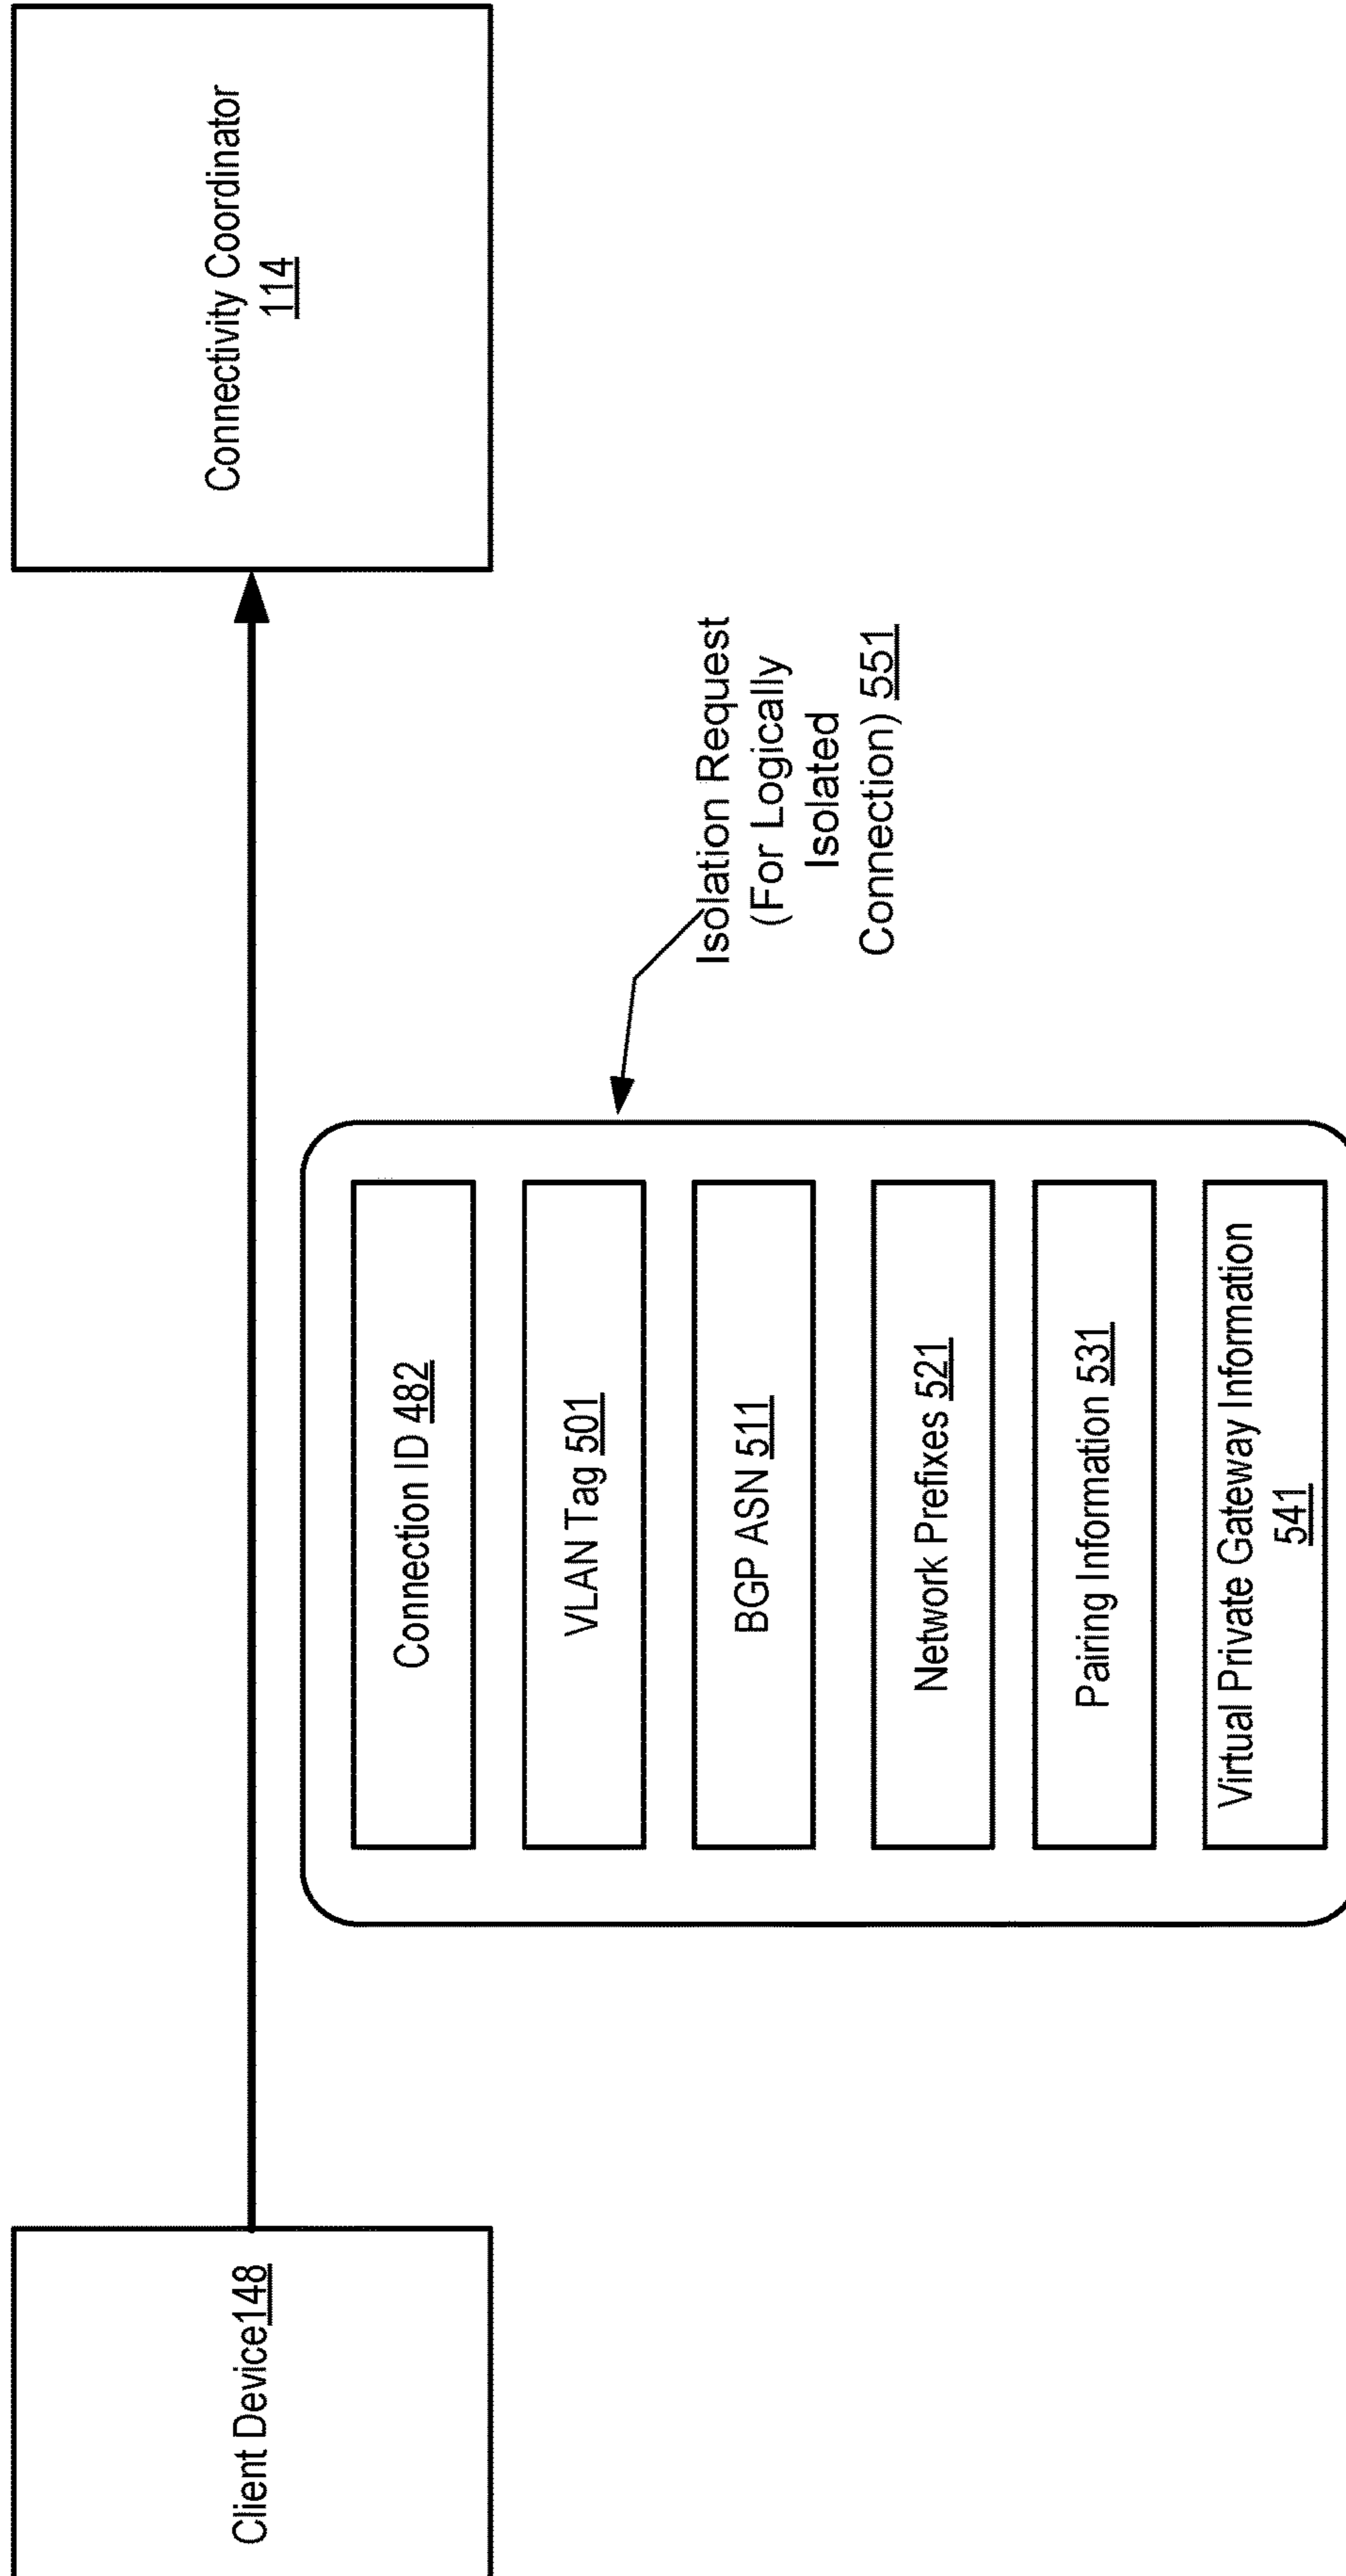 Client Device148
Connectivity Coordinator
114
Connection ID 482
VLAN Tag 501
BGP ASN 511
Network Prefixes 521
Pairing Information 531
Virtual Private Gateway Information
541
Isolation Request
(For Logically
Isolated
Connection) 551